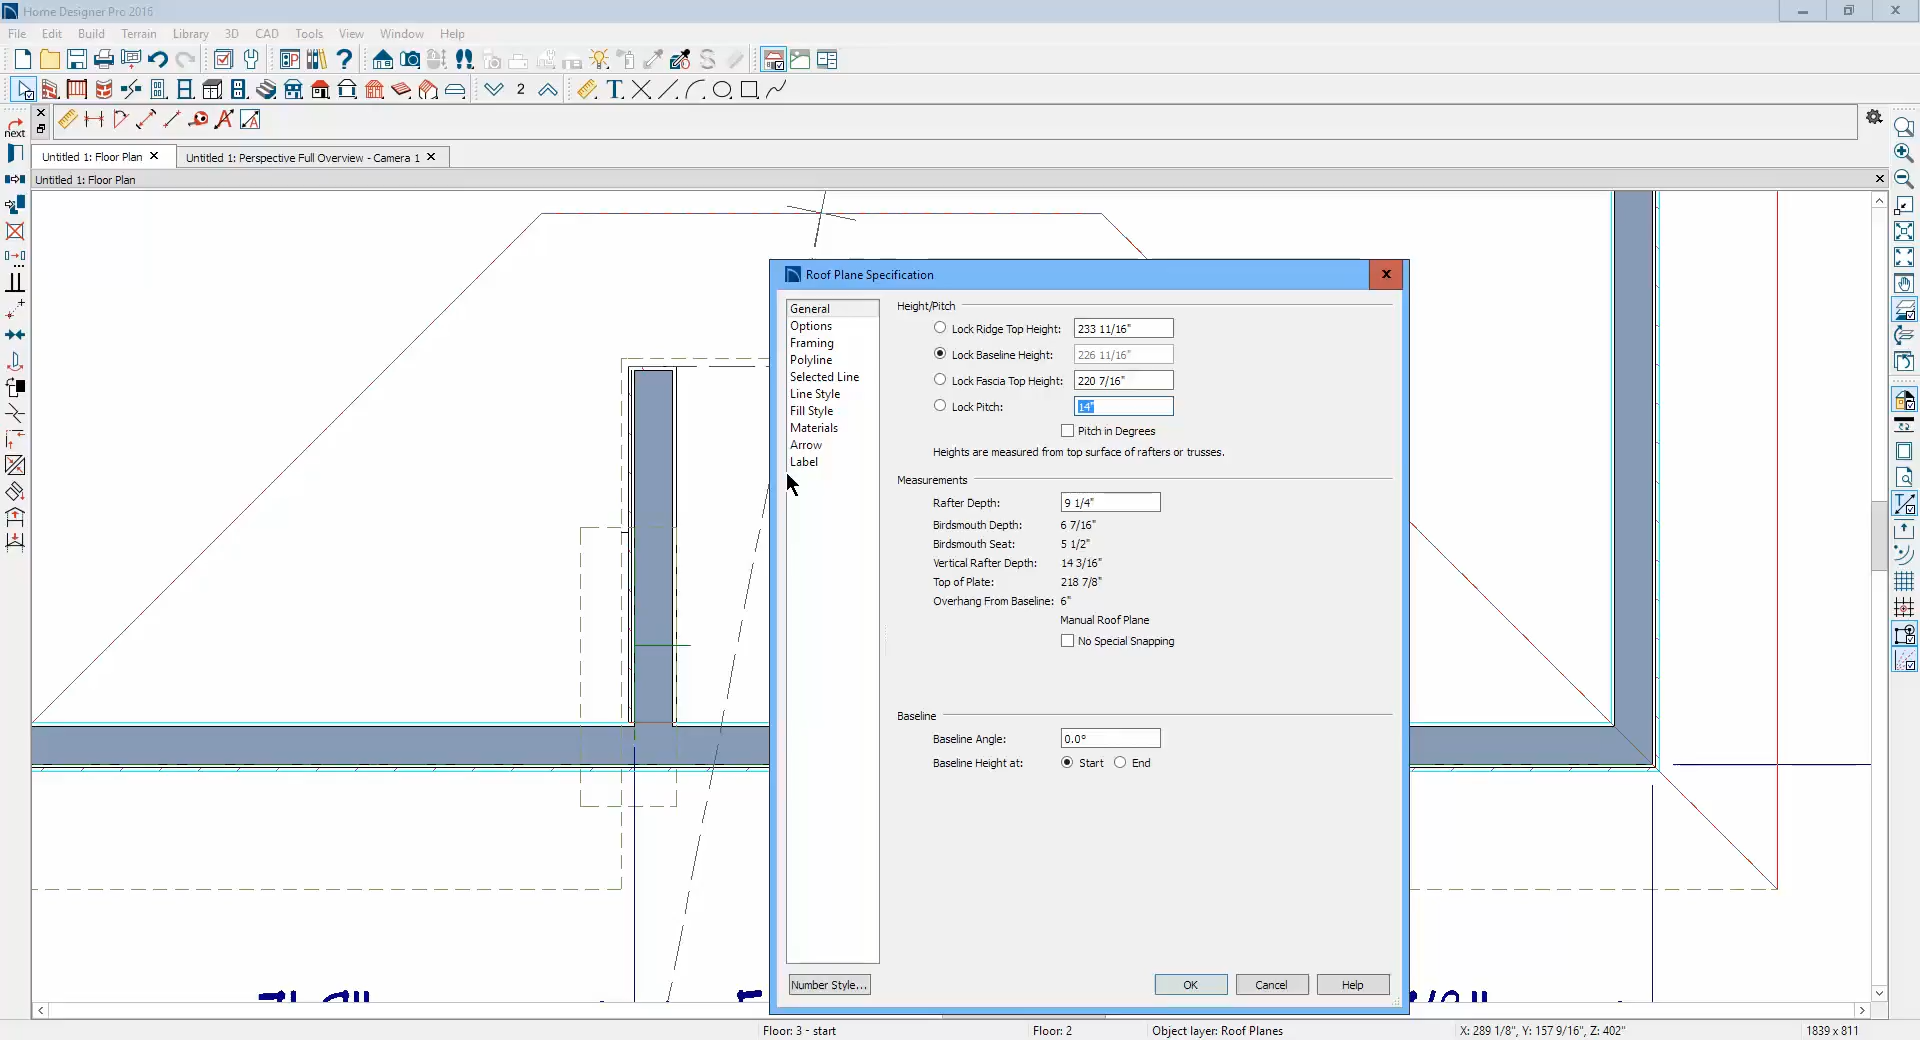 Home Designer Pro 2016
File Edit Build Terrain Library 3D CAD Tools View Window Help
2
next
Untitled 1: Floor Plan
Untitled 1: Perspective Full Overview - Camera 1
Untitled 1: Floor Plan
Roof Plane Specification
General
Options
Framing
Polyline
Selected Line
Line Style
Fill Style
Materials
Arrow
Label
Height/Pitch
Lock Ridge Top Height: 233 11/16"
Lock Baseline Height: 226 11/16"
Lock Fascia Top Height: 220 7/16"
Lock Pitch: 14"
Pitch in Degrees
Heights are measured from top surface of rafters or trusses.
Measurements
Rafter Depth: 9 1/4"
Birdsmouth Depth: 6 7/16"
Birdsmouth Seat: 5 1/2"
Vertical Rafter Depth: 14 3/16"
Top of Plate: 218 7/8"
Overhang From Baseline: 6"
Manual Roof Plane
No Special Snapping
Baseline
Baseline Angle: 0.0°
Baseline Height at: Start End
Number Style... OK Cancel Help
Floor: 3 - start Floor: 2 Object layer: Roof Planes X: 289 1/8", Y: 157 9/16", Z: 402" 1839 x 811